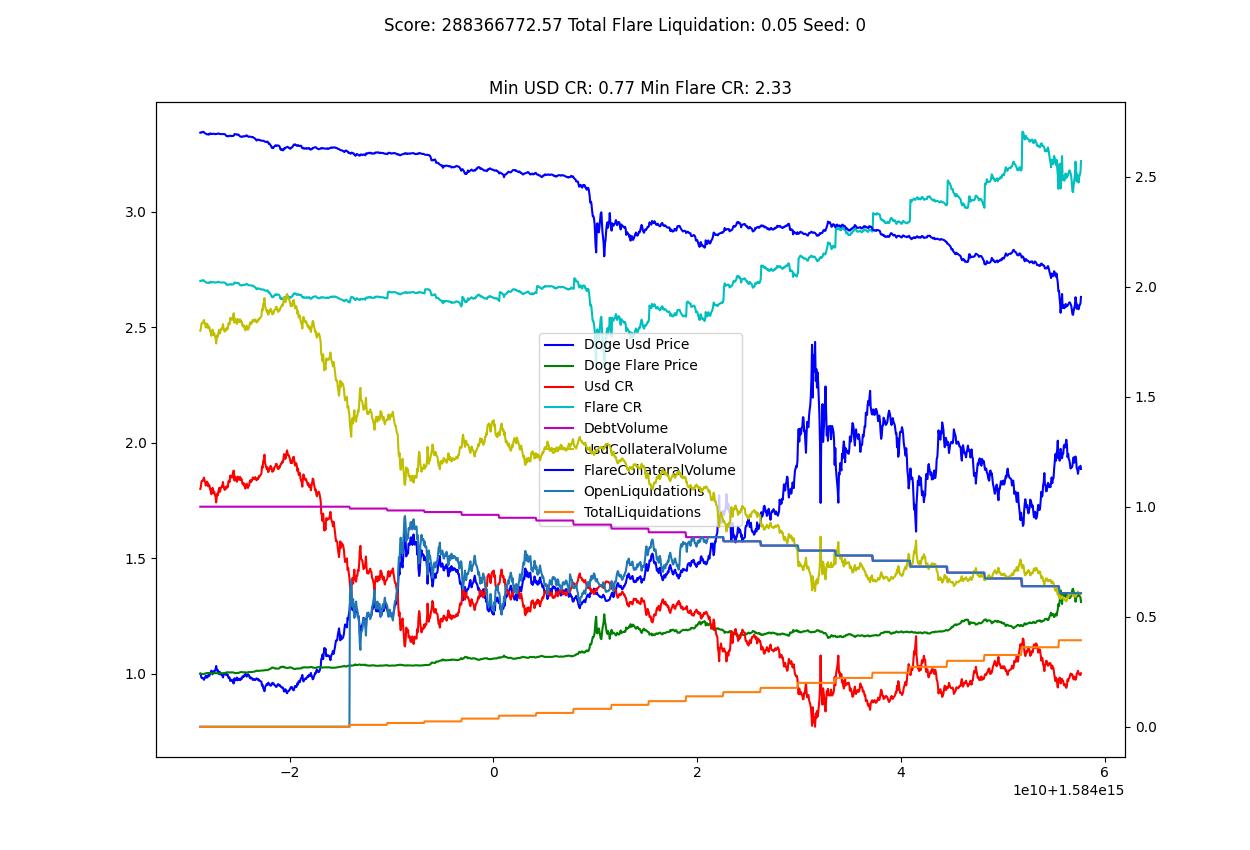 Score: 288366772.57 Total Flare Liquidation: 0.05 Seed: 0
Min USD CR: 0.77 Min Flare CR: 2.33
3.0
2.5
2.0
1.5
1.0
2.5
2.0
1.5
1.0
0.5
0.0
Doge Usd Price
Doge Flare Price
Usd CR
Flare CR
DebtVolume
UsdCollateralVolume
FlareCollateralVolume
OpenLiquidations
TotalLiquidations
−2 0 2 4 6
1e10+1.584e15